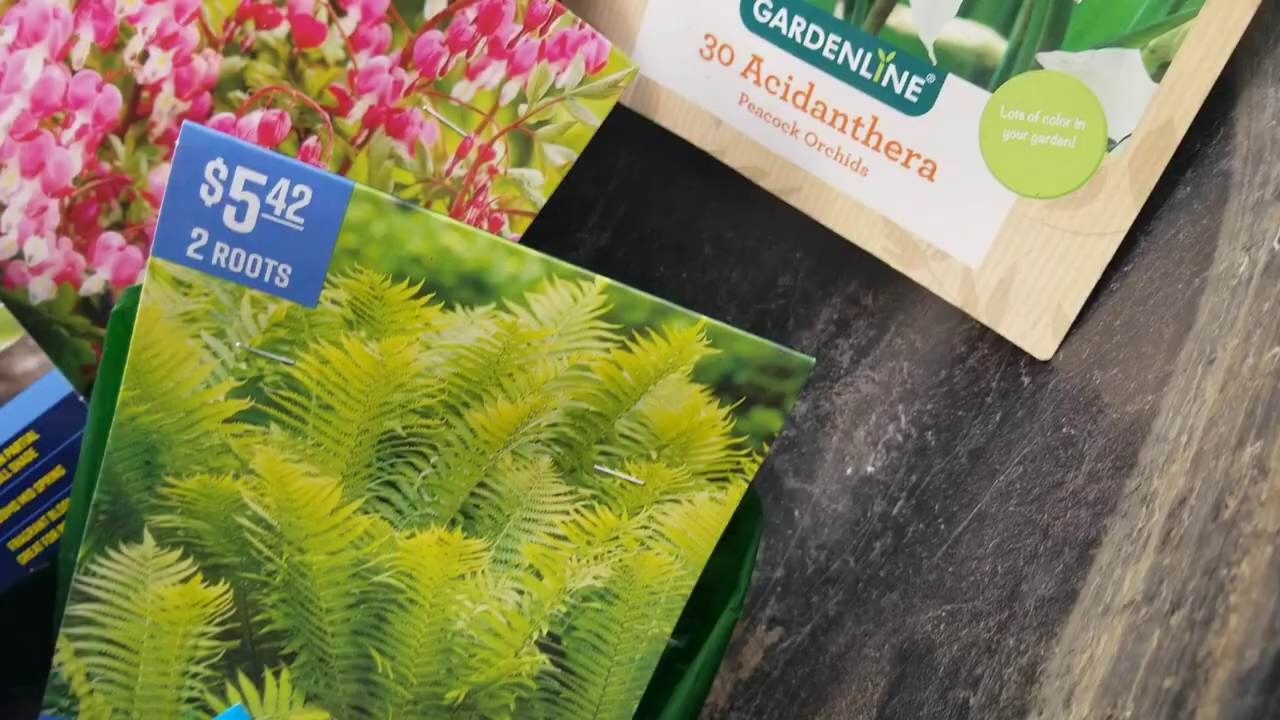 $5.42
2 ROOTS
GARDENLINE®
30 Acidanthera
Peacock Orchids
Lots of color in
your garden!